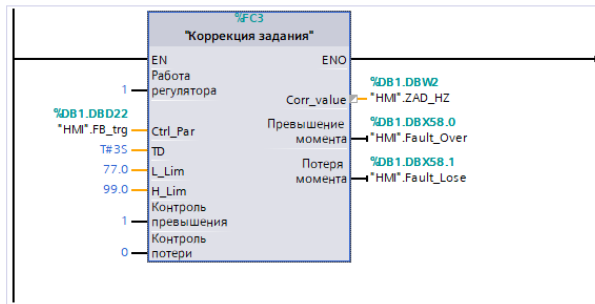 %FC3
"Коррекция задания"
EN
ENO
Работа
регулятора
1
%DB1.DBW2
Corr_value
"HMI".ZAD_HZ
%DB1.DBD22
"HMI".FB_trg
Ctrl_Par
Превышение
момента
%DB1.DBX58.0
"HMI".Fault_Over
T#3S
TD
77.0
L_Lim
Потеря
момента
%DB1.DBX58.1
"HMI".Fault_Lose
99.0
H_Lim
Контроль
превышения
1
Контроль
потери
0